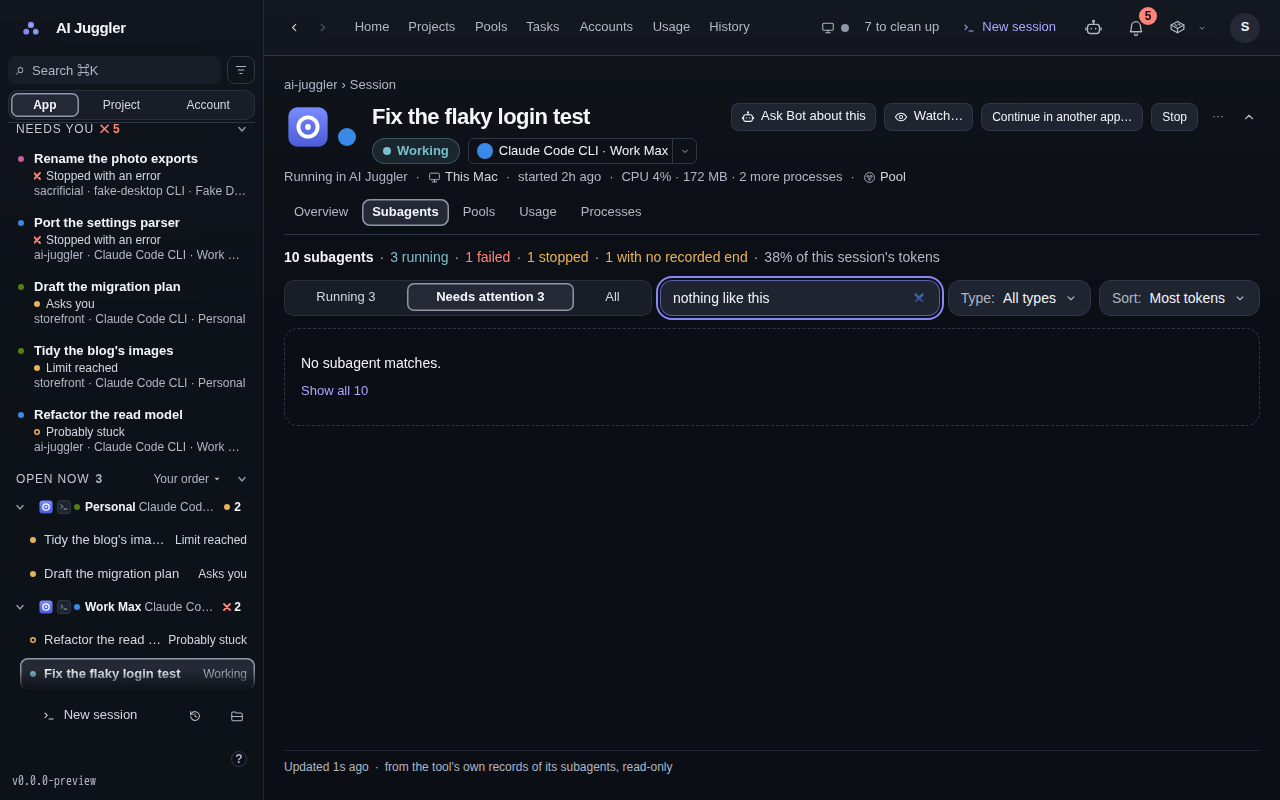 AI Juggler
Search ⌘K
App Project Account
NEEDS YOU 5
Rename the photo exports
Stopped with an error
sacrificial · fake-desktop CLI · Fake D…
Port the settings parser
Stopped with an error
ai-juggler · Claude Code CLI · Work …
Draft the migration plan
Asks you
storefront · Claude Code CLI · Personal
Tidy the blog's images
Limit reached
storefront · Claude Code CLI · Personal
Refactor the read model
Probably stuck
ai-juggler · Claude Code CLI · Work …
OPEN NOW 3 Your order
Personal Claude Cod… 2
Tidy the blog's ima… Limit reached
Draft the migration plan Asks you
Work Max Claude Co… 2
Refactor the read … Probably stuck
Fix the flaky login test Working
New session
?
v0.0.0-preview
Home Projects Pools Tasks Accounts Usage History 7 to clean up New session 5 S
ai-juggler › Session
Fix the flaky login test
Ask Bot about this Watch… Continue in another app… Stop
Working Claude Code CLI · Work Max
Running in AI Juggler · This Mac · started 2h ago · CPU 4% · 172 MB · 2 more processes · Pool
Overview Subagents Pools Usage Processes
10 subagents · 3 running · 1 failed · 1 stopped · 1 with no recorded end · 38% of this session's tokens
Running 3 Needs attention 3 All nothing like this Type: All types Sort: Most tokens
No subagent matches.
Show all 10
Updated 1s ago · from the tool's own records of its subagents, read-only